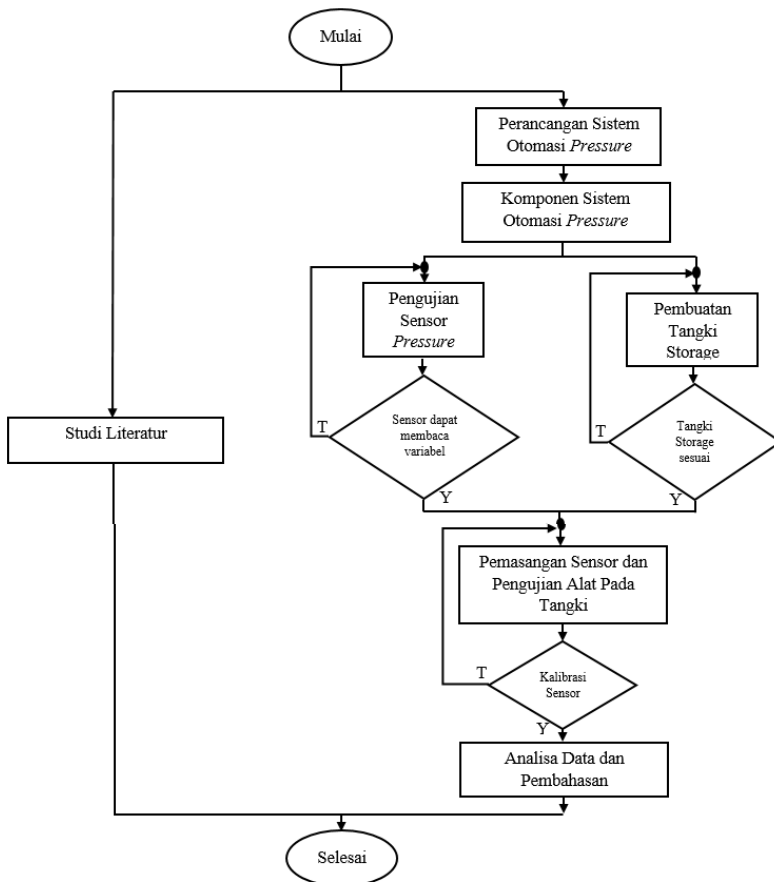 Mulai
Perancangan Sistem
Otomasi Pressure
Komponen Sistem
Otomasi Pressure
Pengujian
Sensor
Pressure
Pembuatan
Tangki
Storage
Studi Literatur
T
Sensor dapat
membaca
variabel
Y
T
Tangki
Storage
sesuai
Y
Pemasangan Sensor dan
Pengujian Alat Pada
Tangki
T
Kalibrasi
Sensor
Y
Analisa Data dan
Pembahasan
Selesai